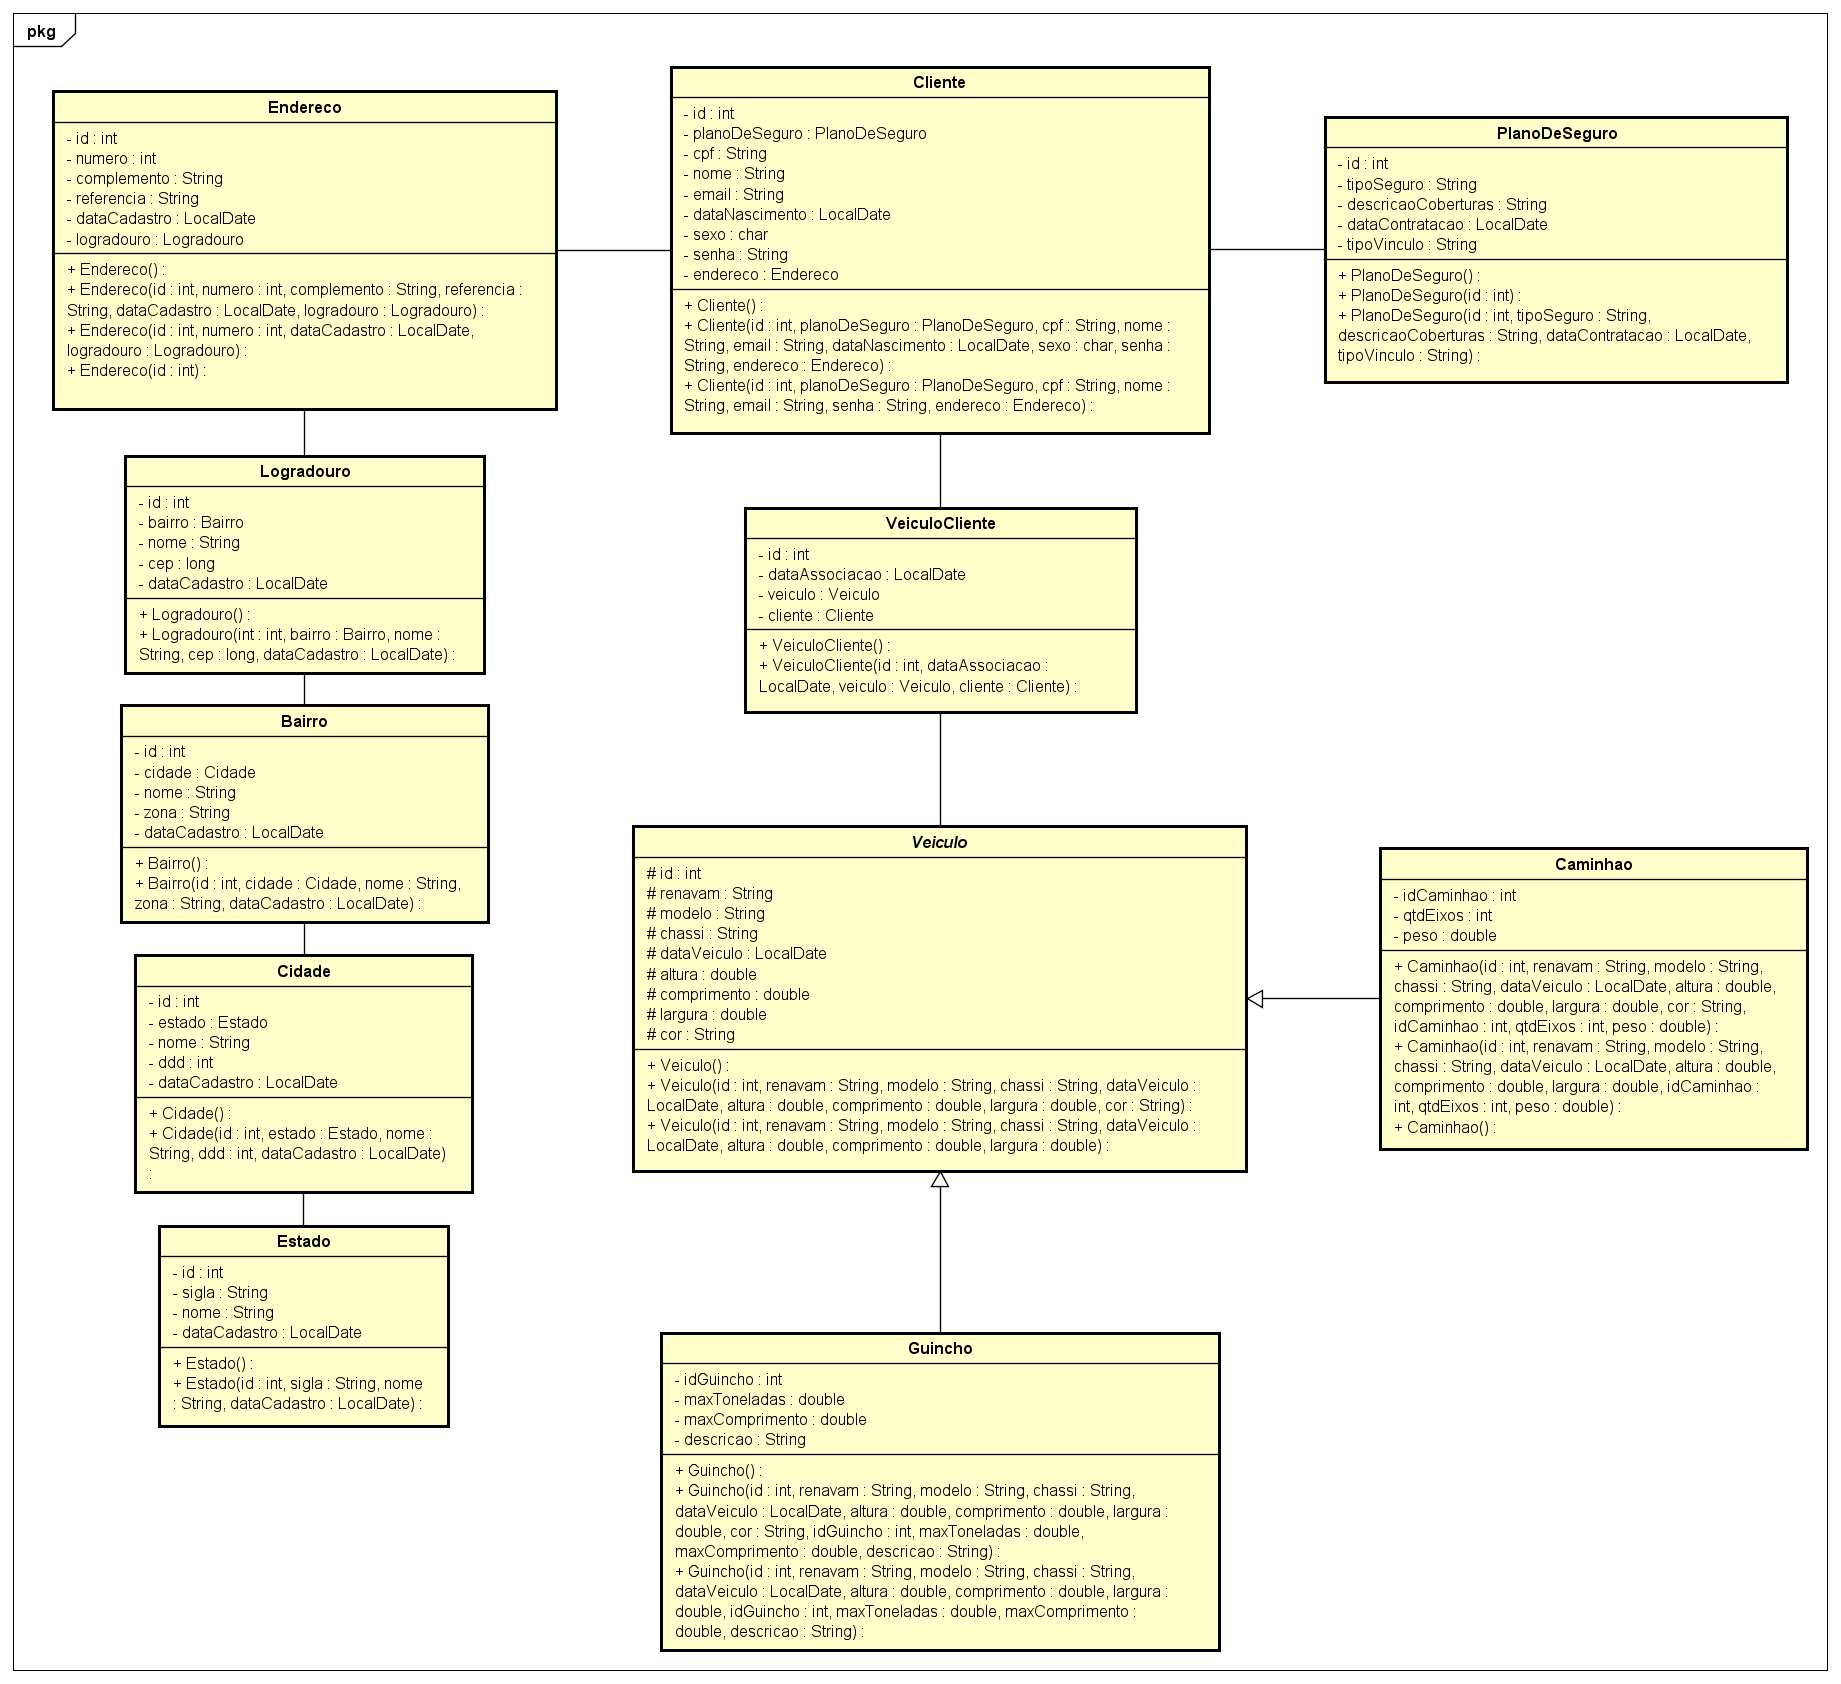 pkg
Endereco
- id : int
- numero : int
- complemento : String
- referencia : String
- dataCadastro : LocalDate
- logradouro : Logradouro
+ Endereco() :
+ Endereco(id : int, numero : int, complemento : String, referencia :
String, dataCadastro : LocalDate, logradouro : Logradouro) :
+ Endereco(id : int, numero : int, dataCadastro : LocalDate,
logradouro : Logradouro) :
+ Endereco(id : int) :
Cliente
- id : int
- planoDeSeguro : PlanoDeSeguro
- cpf : String
- nome : String
- email : String
- dataNascimento : LocalDate
- sexo : char
- senha : String
- endereco : Endereco
+ Cliente() :
+ Cliente(id : int, planoDeSeguro : PlanoDeSeguro, cpf : String, nome :
String, email : String, dataNascimento : LocalDate, sexo : char, senha :
String, endereco : Endereco) :
+ Cliente(id : int, planoDeSeguro : PlanoDeSeguro, cpf : String, nome :
String, email : String, senha : String, endereco : Endereco) :
PlanoDeSeguro
- id : int
- tipoSeguro : String
- descricaoCoberturas : String
- dataContratacao : LocalDate
- tipoVinculo : String
+ PlanoDeSeguro() :
+ PlanoDeSeguro(id : int) :
+ PlanoDeSeguro(id : int, tipoSeguro : String,
descricaoCoberturas : String, dataContratacao : LocalDate,
tipoVinculo : String) :
Logradouro
- id : int
- bairro : Bairro
- nome : String
- cep : long
- dataCadastro : LocalDate
+ Logradouro() :
+ Logradouro(int : int, bairro : Bairro, nome :
String, cep : long, dataCadastro : LocalDate) :
VeiculoCliente
- id : int
- dataAssociacao : LocalDate
- veiculo : Veiculo
- cliente : Cliente
+ VeiculoCliente() :
+ VeiculoCliente(id : int, dataAssociacao :
LocalDate, veiculo : Veiculo, cliente : Cliente) :
Bairro
- id : int
- cidade : Cidade
- nome : String
- zona : String
- dataCadastro : LocalDate
+ Bairro() :
+ Bairro(id : int, cidade : Cidade, nome : String,
zona : String, dataCadastro : LocalDate) :
Veiculo
# id : int
# renavam : String
# modelo : String
# chassi : String
# dataVeiculo : LocalDate
# altura : double
# comprimento : double
# largura : double
# cor : String
+ Veiculo() :
+ Veiculo(id : int, renavam : String, modelo : String, chassi : String, dataVeiculo :
LocalDate, altura : double, comprimento : double, largura : double, cor : String) :
+ Veiculo(id : int, renavam : String, modelo : String, chassi : String, dataVeiculo :
LocalDate, altura : double, comprimento : double, largura : double) :
Caminhao
- idCaminhao : int
- qtdEixos : int
- peso : double
+ Caminhao(id : int, renavam : String, modelo : String,
chassi : String, dataVeiculo : LocalDate, altura : double,
comprimento : double, largura : double, cor : String,
idCaminhao : int, qtdEixos : int, peso : double) :
+ Caminhao(id : int, renavam : String, modelo : String,
chassi : String, dataVeiculo : LocalDate, altura : double,
comprimento : double, largura : double, idCaminhao :
int, qtdEixos : int, peso : double) :
+ Caminhao() :
Cidade
- id : int
- estado : Estado
- nome : String
- ddd : int
- dataCadastro : LocalDate
+ Cidade() :
+ Cidade(id : int, estado : Estado, nome :
String, ddd : int, dataCadastro : LocalDate)
:
Estado
- id : int
- sigla : String
- nome : String
- dataCadastro : LocalDate
+ Estado() :
+ Estado(id : int, sigla : String, nome
: String, dataCadastro : LocalDate) :
Guincho
- idGuincho : int
- maxToneladas : double
- maxComprimento : double
- descricao : String
+ Guincho() :
+ Guincho(id : int, renavam : String, modelo : String, chassi : String,
dataVeiculo : LocalDate, altura : double, comprimento : double, largura :
double, cor : String, idGuincho : int, maxToneladas : double,
maxComprimento : double, descricao : String) :
+ Guincho(id : int, renavam : String, modelo : String, chassi : String,
dataVeiculo : LocalDate, altura : double, comprimento : double, largura :
double, idGuincho : int, maxToneladas : double, maxComprimento :
double, descricao : String) :